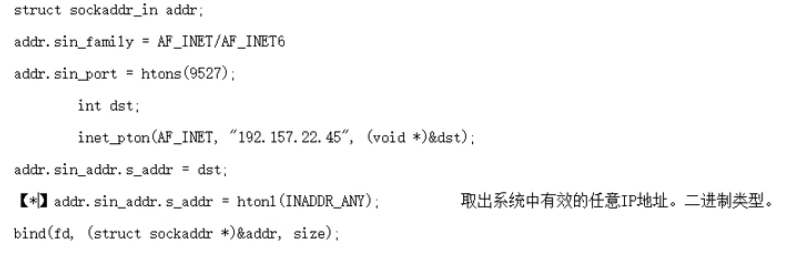 struct sockaddr_in addr;
addr.sin_family = AF_INET/AF_INET6
addr.sin_port = htons(9527);
int dst;
inet_pton(AF_INET, "192.157.22.45", (void *)&dst);
addr.sin_addr.s_addr = dst;
【*】addr.sin_addr.s_addr = htonl(INADDR_ANY); 取出系统中有效的任意IP地址。二进制类型。
bind(fd, (struct sockaddr *)&addr, size);